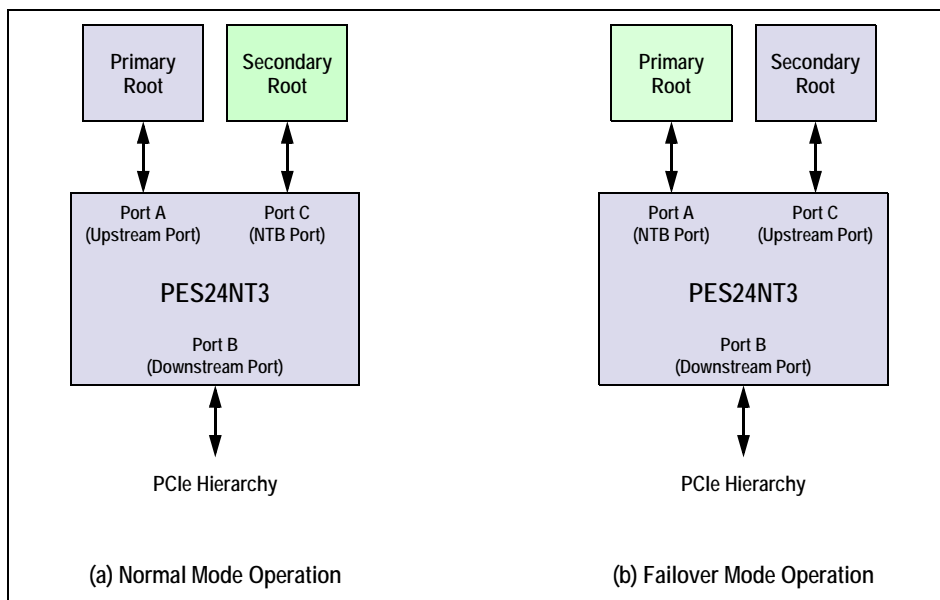 Primary
Root
Secondary
Root
Port A
(Upstream Port)
Port C
(NTB Port)
PES24NT3
Port B
(Downstream Port)
PCIe Hierarchy
(a) Normal Mode Operation
Primary
Root
Secondary
Root
Port A
(NTB Port)
Port C
(Upstream Port)
PES24NT3
Port B
(Downstream Port)
PCIe Hierarchy
(b) Failover Mode Operation